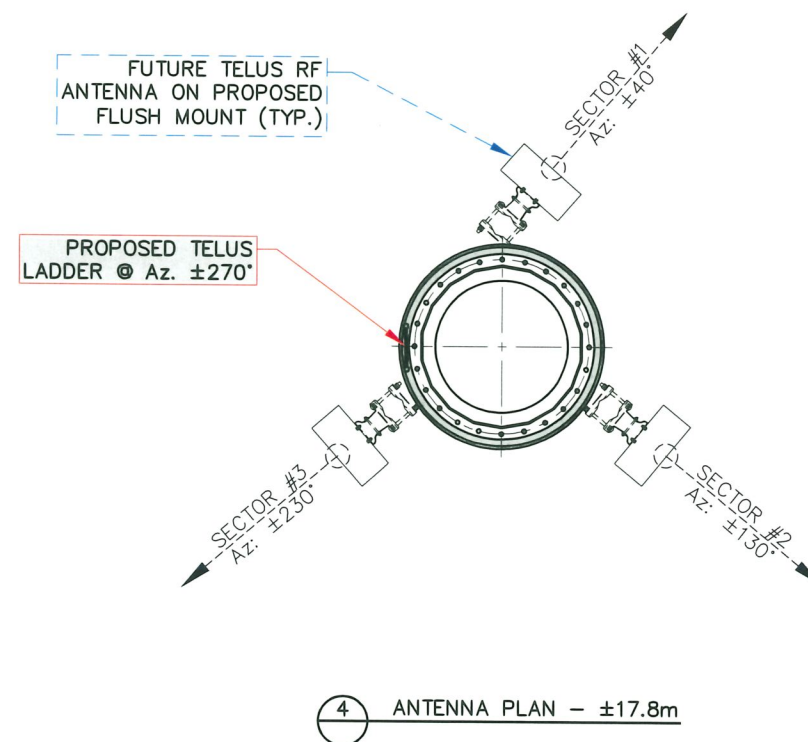 FUTURE TELUS RF
ANTENNA ON PROPOSED
FLUSH MOUNT (TYP.)
SECTOR #1
Az: ±40°
PROPOSED TELUS
LADDER @ Az. ±270°
SECTOR #3
Az: ±230°
SECTOR #2
Az: ±130°
4 ANTENNA PLAN - ±17.8m